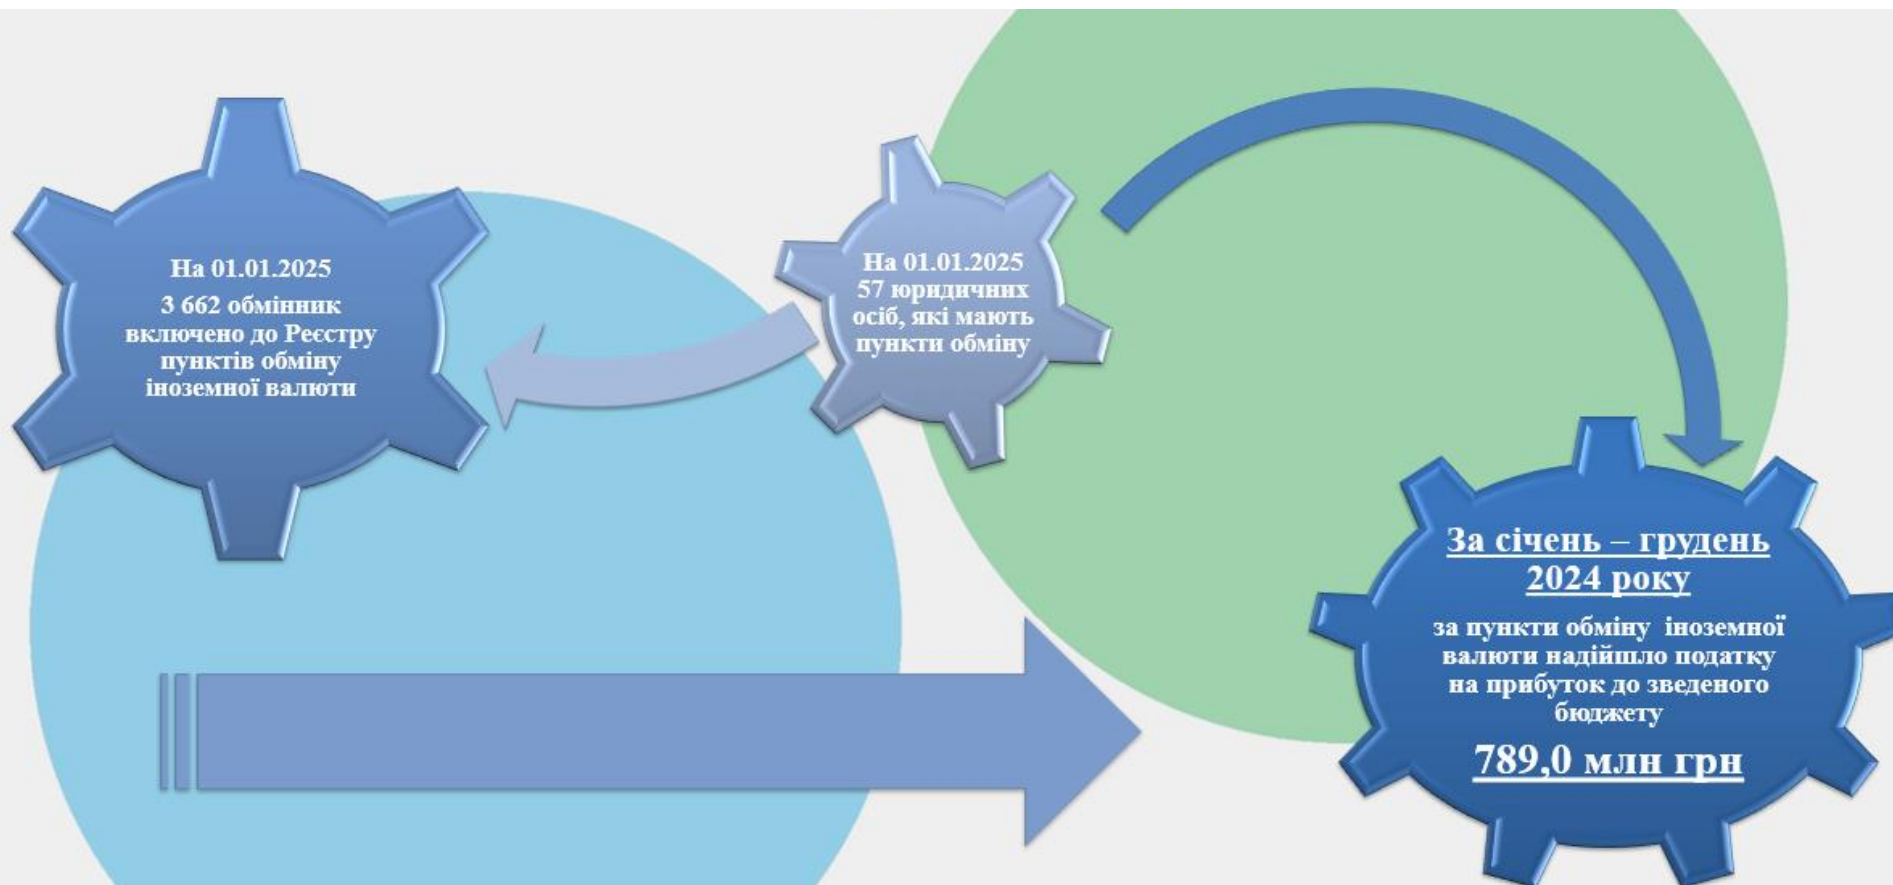 На 01.01.2025
3 662 обмінник
включено до Реєстру
пунктів обміну
іноземної валюти
На 01.01.2025
57 юридичних
осіб, які мають
пункти обміну
За січень – грудень
2024 року
за пункти обміну іноземної
валюти надійшло податку
на прибуток до зведеного
бюджету
789,0 млн грн